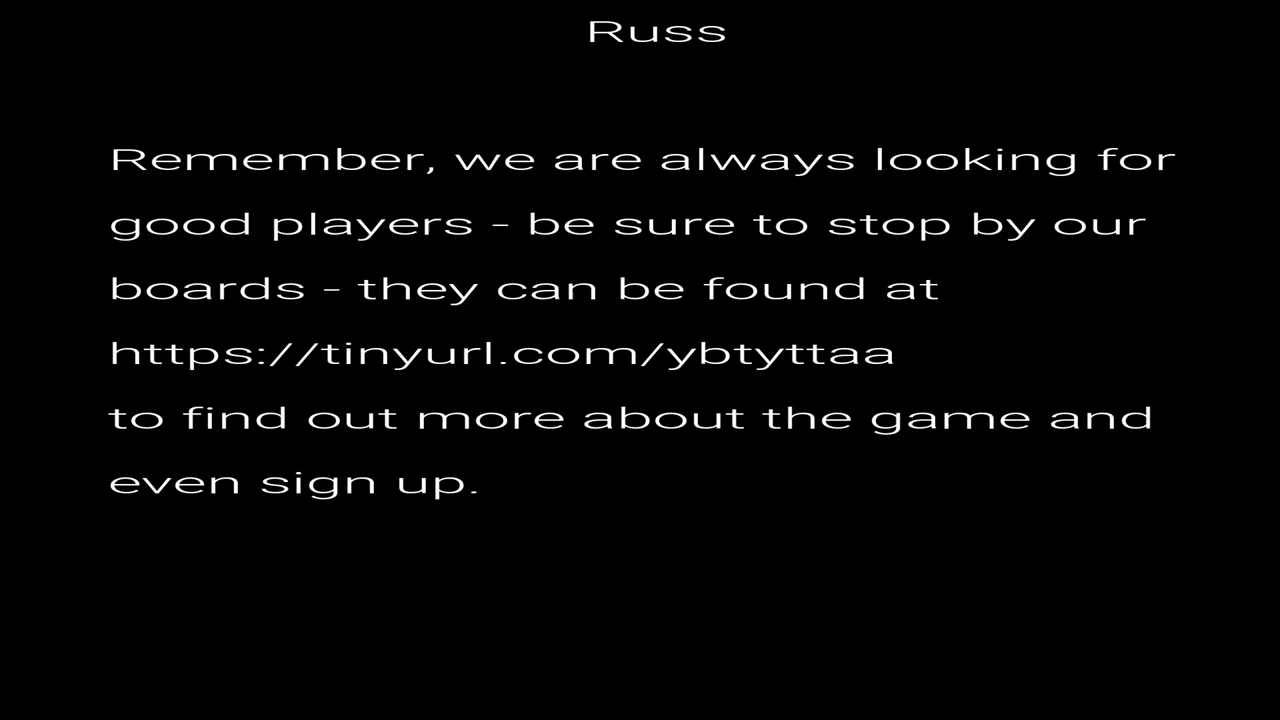 Russ
Remember, we are always looking for
good players - be sure to stop by our
boards - they can be found at
https://tinyurl.com/ybtyttaa
to find out more about the game and
even sign up.